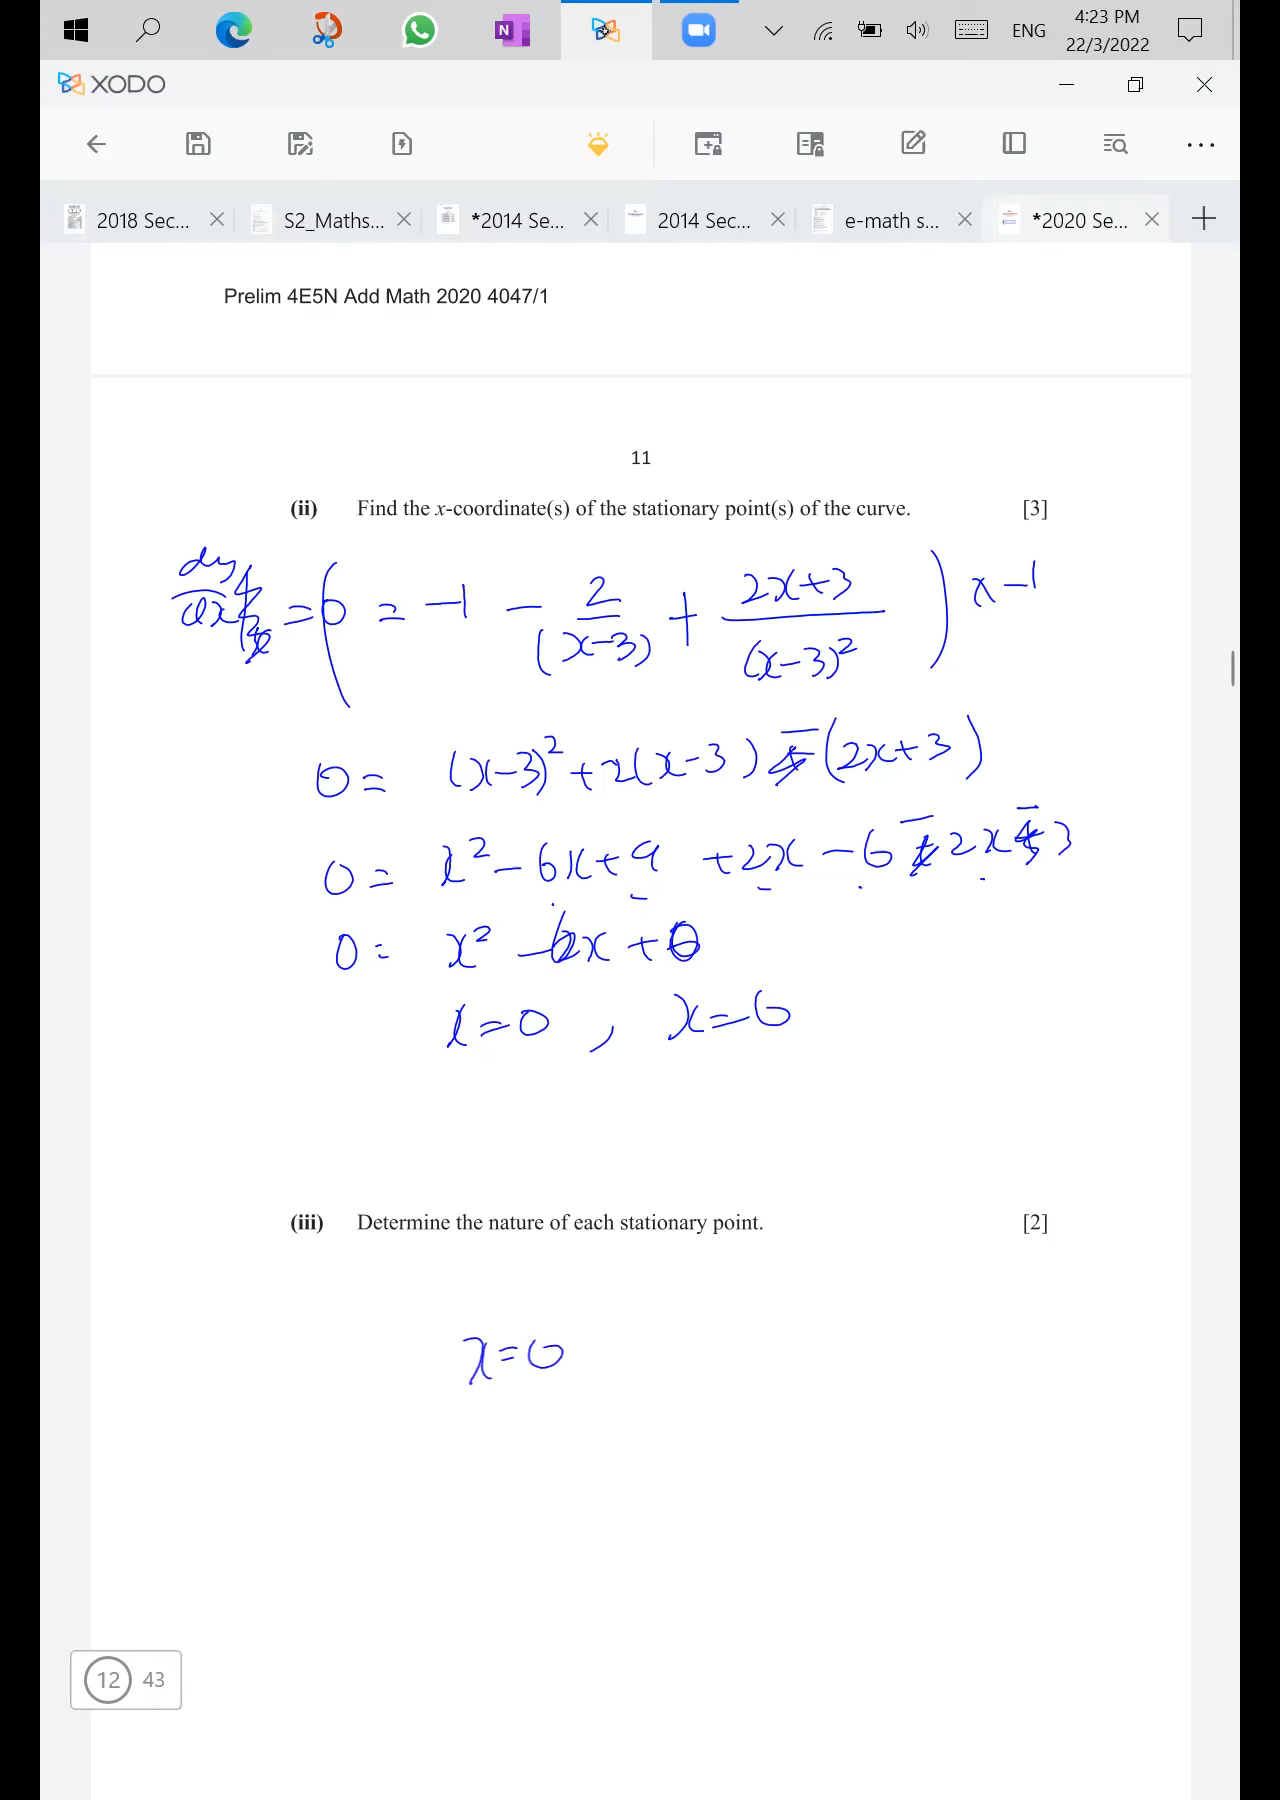 ENG
4:23 PM
22/3/2022
XODO
2018 Sec...
S2_Maths...
*2014 Se...
2014 Sec...
e-math s...
*2020 Se...
Prelim 4E5N Add Math 2020 4047/1
11
(ii) Find the x-coordinate(s) of the stationary point(s) of the curve. [3]
dy/dx = (0 = -1 - 2/(x-3) + (2x+3)/(x-3)²) x -1
0 = (x-3)² + 2(x-3) - (2x+3)
0 = x² - 6x + 9 + 2x - 6 - 2x - 3
0 = x² - 6x + 0
x = 0 , x = 6
(iii) Determine the nature of each stationary point. [2]
x = 0
12 43